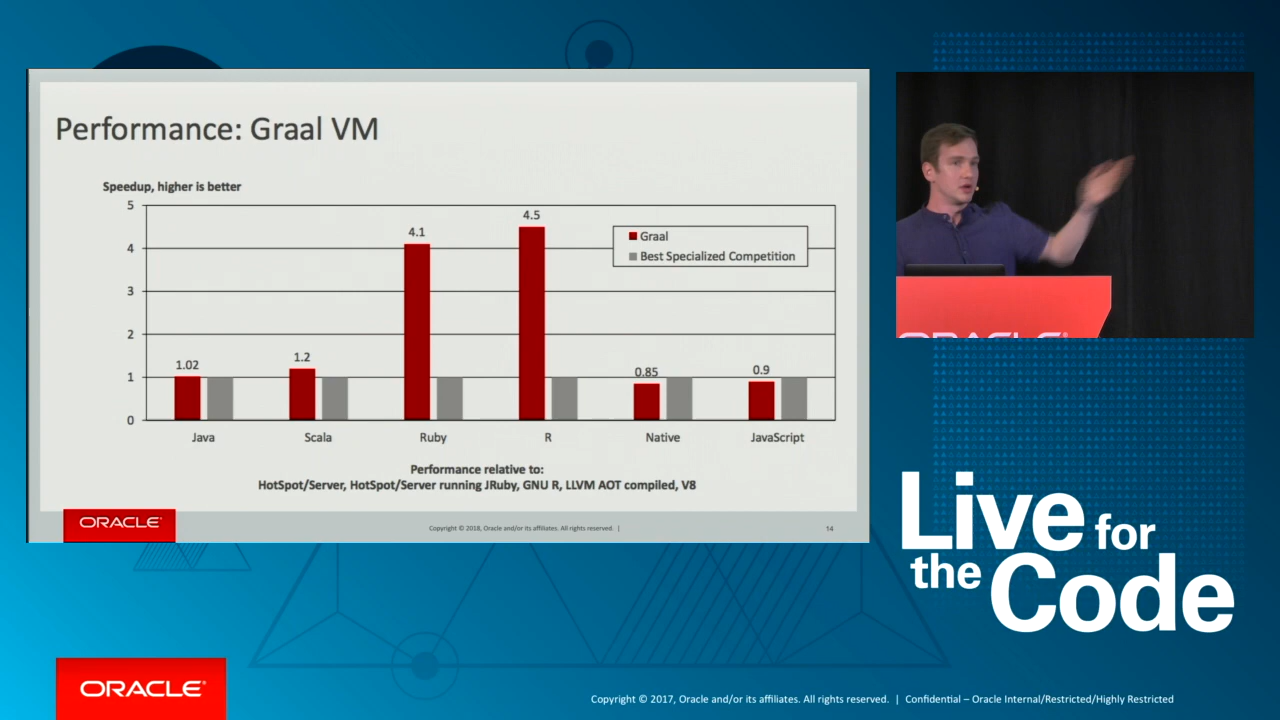 Performance: Graal VM
Speedup, higher is better
5
4
3
2
1
0
1.02
1.2
4.1
4.5
0.85
0.9
Graal
Best Specialized Competition
Java
Scala
Ruby
R
Native
JavaScript
Performance relative to:
HotSpot/Server, HotSpot/Server running JRuby, GNU R, LLVM AOT compiled, V8
ORACLE®
Copyright © 2018, Oracle and/or its affiliates. All rights reserved. |
14
ORACLE®
Live for
the Code
ORACLE®
Copyright © 2017, Oracle and/or its affiliates. All rights reserved. | Confidential – Oracle Internal/Restricted/Highly Restricted